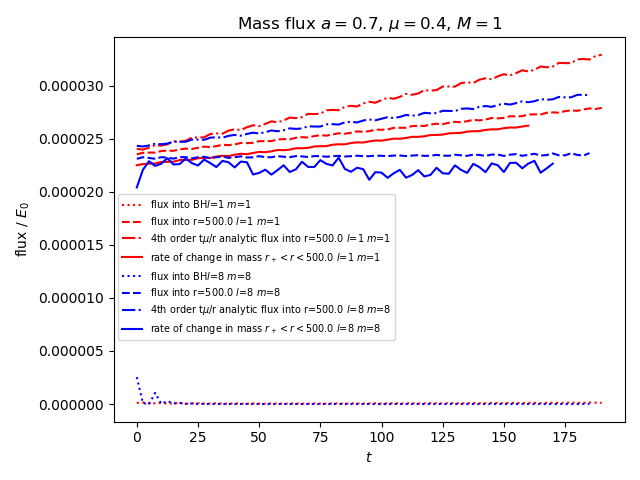 Mass flux a = 0.7, μ = 0.4, M = 1
flux / E₀
0.000030
0.000025
0.000020
0.000015
0.000010
0.000005
0.000000
flux into BHl=1 m=1
flux into r=500.0 l=1 m=1
4th order tμ/r analytic flux into r=500.0 l=1 m=1
rate of change in mass r₊ < r < 500.0 l=1 m=1
flux into BHl=8 m=8
flux into r=500.0 l=8 m=8
4th order tμ/r analytic flux into r=500.0 l=8 m=8
rate of change in mass r₊ < r < 500.0 l=8 m=8
0 25 50 75 100 125 150 175
t